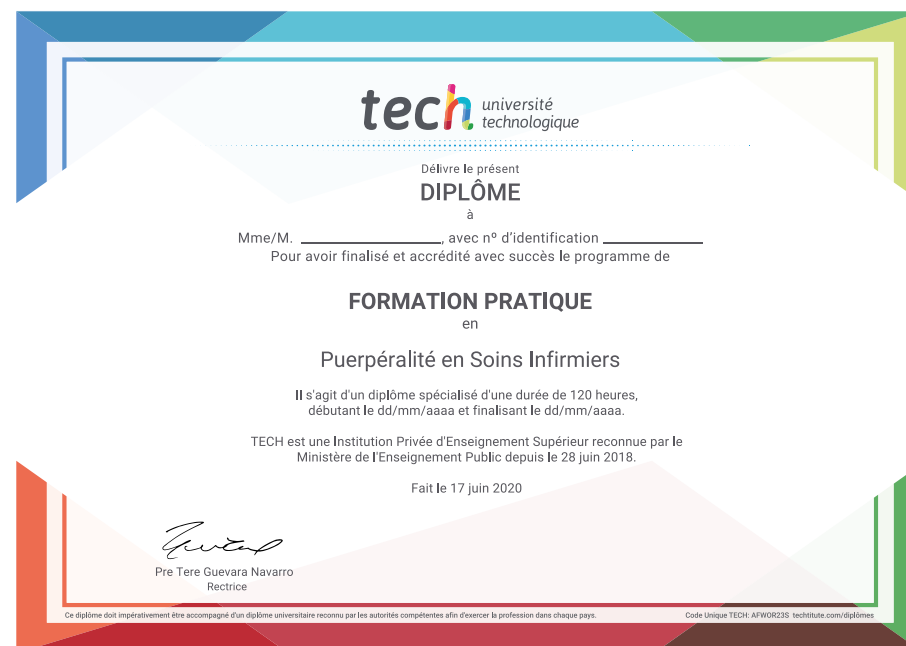 tech université
technologique
Délivre le présent
DIPLÔME
à
Mme/M. ____________________, avec nº d'identification ______________
Pour avoir finalisé et accrédité avec succès le programme de
FORMATION PRATIQUE
en
Puerpéralité en Soins Infirmiers
Il s'agit d'un diplôme spécialisé d'une durée de 120 heures,
débutant le dd/mm/aaaa et finalisant le dd/mm/aaaa.
TECH est une Institution Privée d'Enseignement Supérieur reconnue par le
Ministère de l'Enseignement Public depuis le 28 juin 2018.
Fait le 17 juin 2020
Pre Tere Guevara Navarro
Rectrice
Ce diplôme doit impérativement être accompagné d'un diplôme universitaire reconnu par les autorités compétentes afin d'exercer la profession dans chaque pays.
Code Unique TECH: AFWOR23S techtitute.com/diplômes